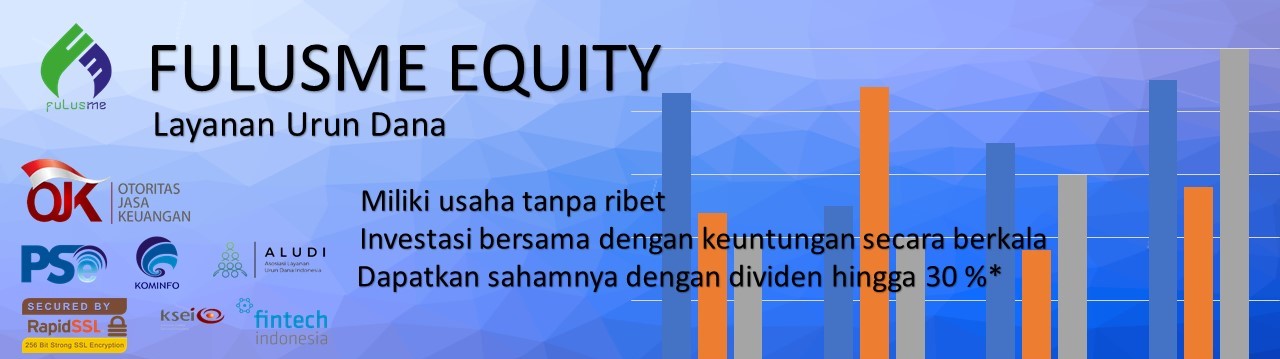 fulusme
FULUSME EQUITY
Layanan Urun Dana
OJK
OTORITAS
JASA
KEUANGAN
Miliki usaha tanpa ribet
Investasi bersama dengan keuntungan secara berkala
Dapatkan sahamnya dengan dividen hingga 30 %*
PSe
KOMINFO
ALUDI
Asosiasi Layanan
Urun Dana Indonesia
SECURED BY
RapidSSL
256 Bit Strong SSL Encryption
ksei
fintech
indonesia